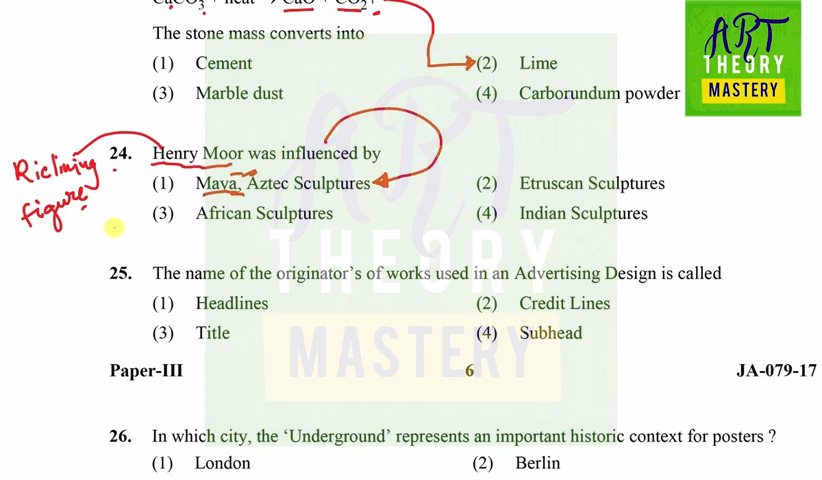 CaCO3 + heat → CaO + CO2↑
The stone mass converts into
(1) Cement (2) Lime
(3) Marble dust (4) Carborundum powder
ART
THEORY
MASTERY
Riclining
figure
24. Henry Moor was influenced by
(1) Maya, Aztec Sculptures (2) Etruscan Sculptures
(3) African Sculptures (4) Indian Sculptures
ART
THEORY
MASTERY
25. The name of the originator's of works used in an Advertising Design is called
(1) Headlines (2) Credit Lines
(3) Title (4) Subhead
Paper-III 6 JA-079-17
26. In which city, the 'Underground' represents an important historic context for posters ?
(1) London (2) Berlin